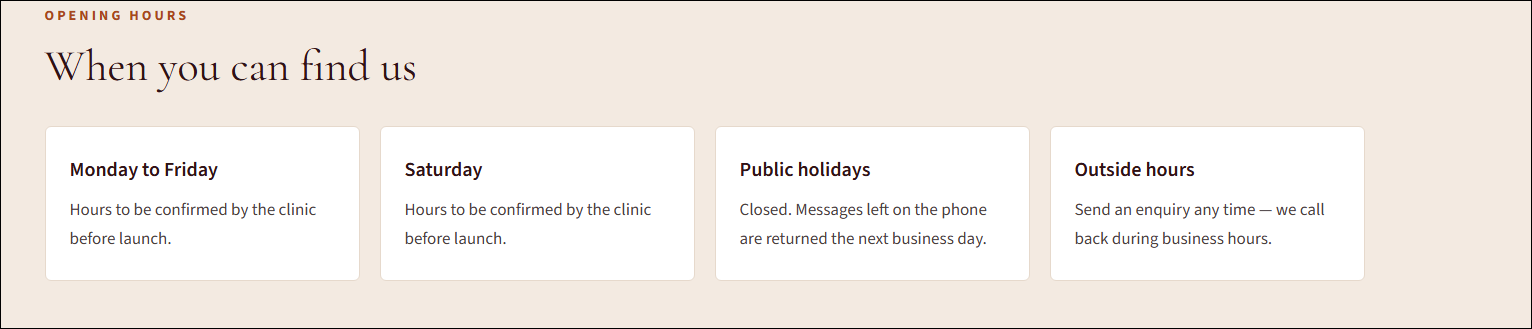 OPENING HOURS
When you can find us
Monday to Friday
Hours to be confirmed by the clinic
before launch.
Saturday
Hours to be confirmed by the clinic
before launch.
Public holidays
Closed. Messages left on the phone
are returned the next business day.
Outside hours
Send an enquiry any time — we call
back during business hours.